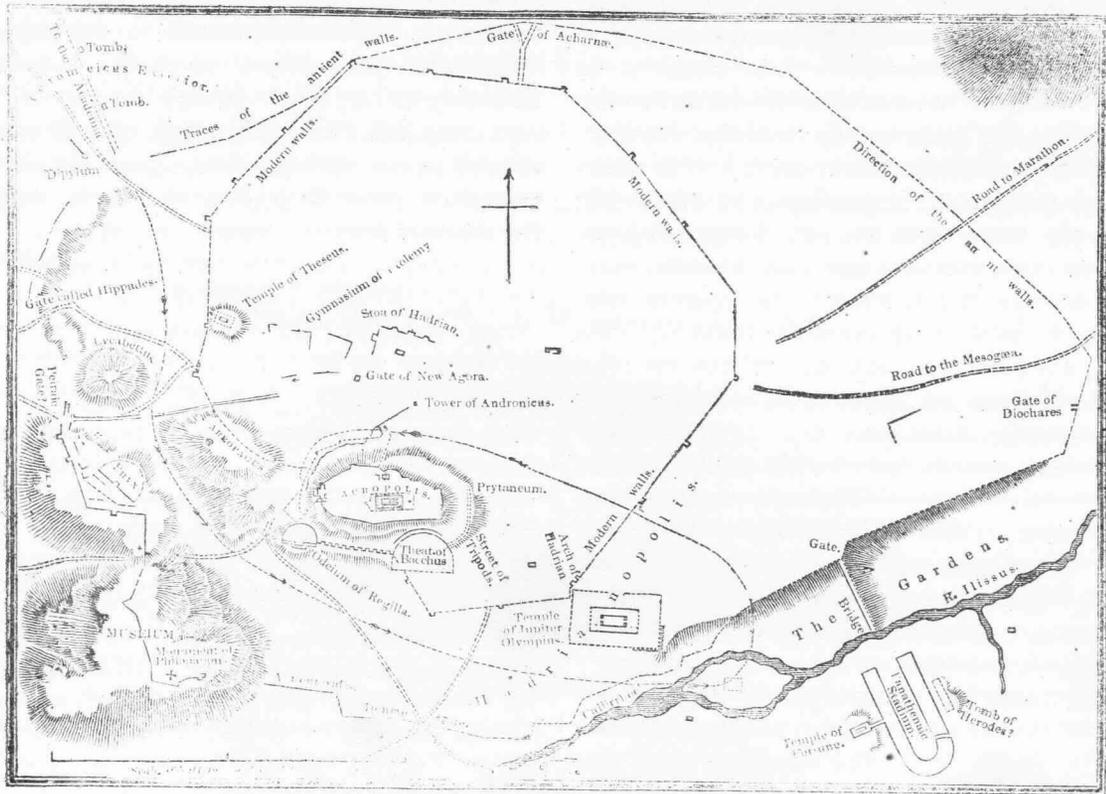 Tomb.
Tomb.
Traces of the antient walls.
Gate of Acharnæ.
Modern walls.
Dipylum
Direction of the an walls.
Road to Marathon.
Modern walls.
Gate called Hippades.
Temple of Theseus.
Gymnasium of
Stoa of Hadrian.
Gate of New Agora.
Road to the Mesogæa.
Lycabettus
Gate of
Diochares
Tower of Andronicus.
ACROPOLIS.
Prytaneum.
Modern walls.
Theat. of
Bacchus
Street of
Tripods.
Arch of
Hadrian
Odeium of Regilla.
Gate.
The Gardens.
R. Ilissus.
Bridge
Hadrianopolis.
Temple
of Jupiter
Olympius.
MUSEIUM
Monument of
Philopappus.
Panathenaic
Stadium.
Tomb of
Herodes?
Temple of